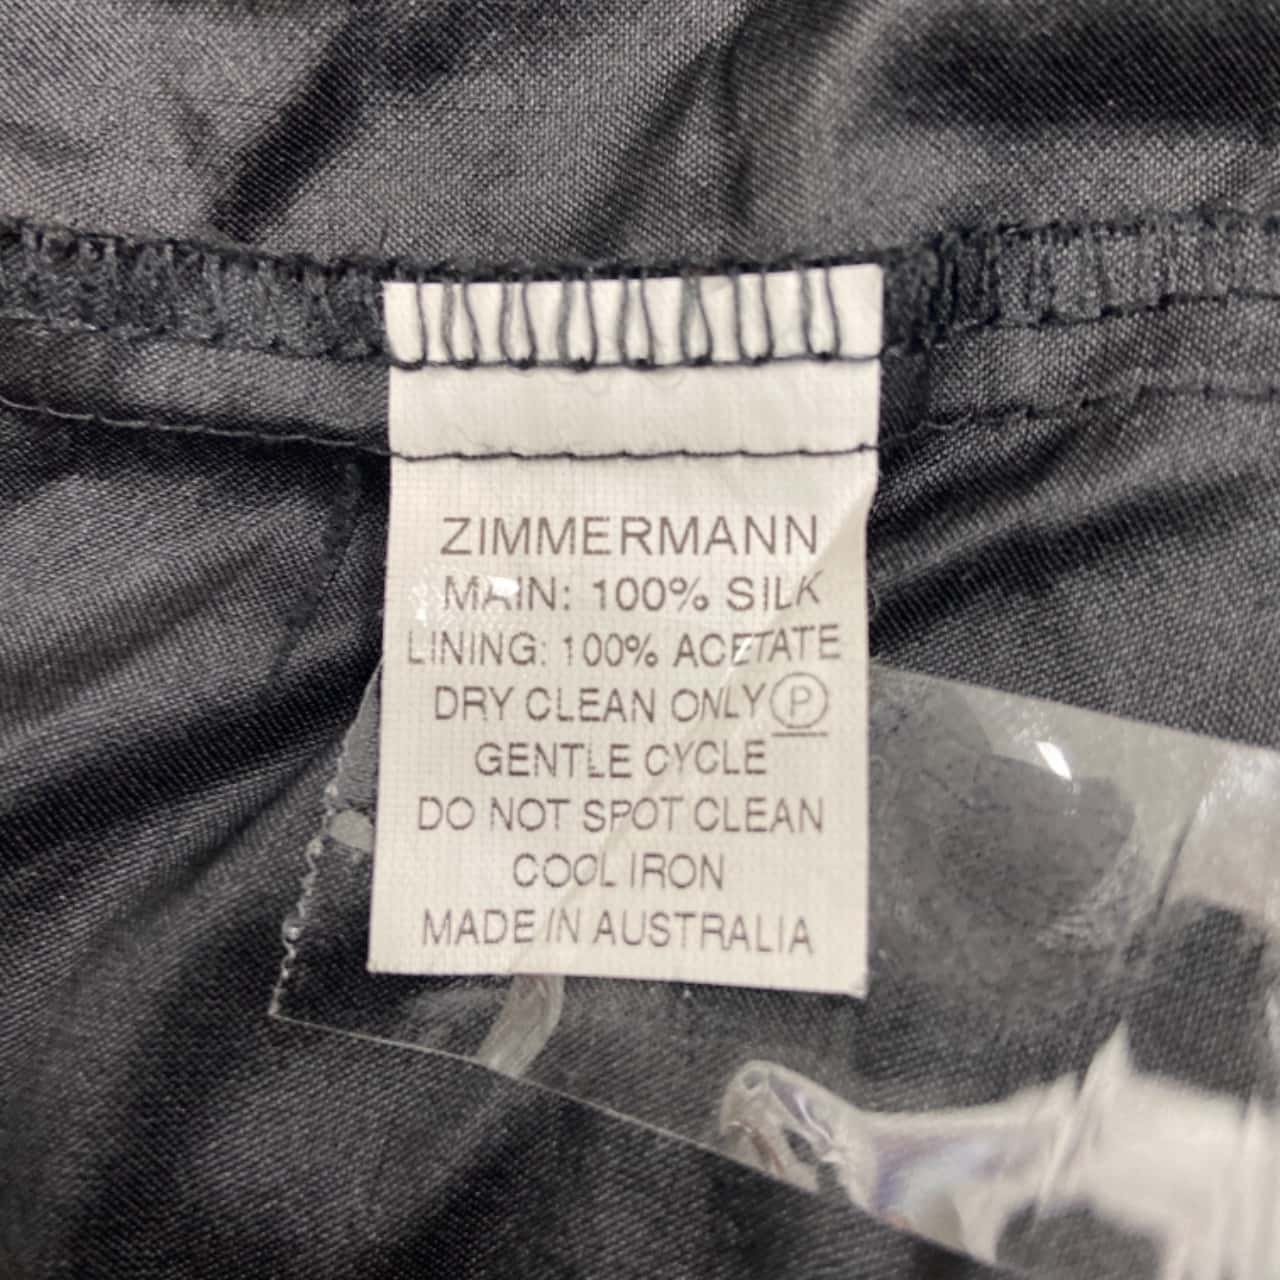 ZIMMERMANN
MAIN: 100% SILK
LINING: 100% ACETATE
DRY CLEAN ONLY Ⓟ
GENTLE CYCLE
DO NOT SPOT CLEAN
COOL IRON
MADE IN AUSTRALIA